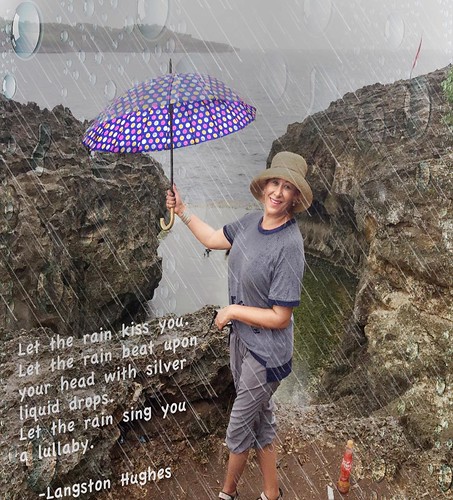 Let the rain kiss you.
Let the rain beat upon
your head with silver
liquid drops.
Let the rain sing you
a lullaby.
-Langston Hughes